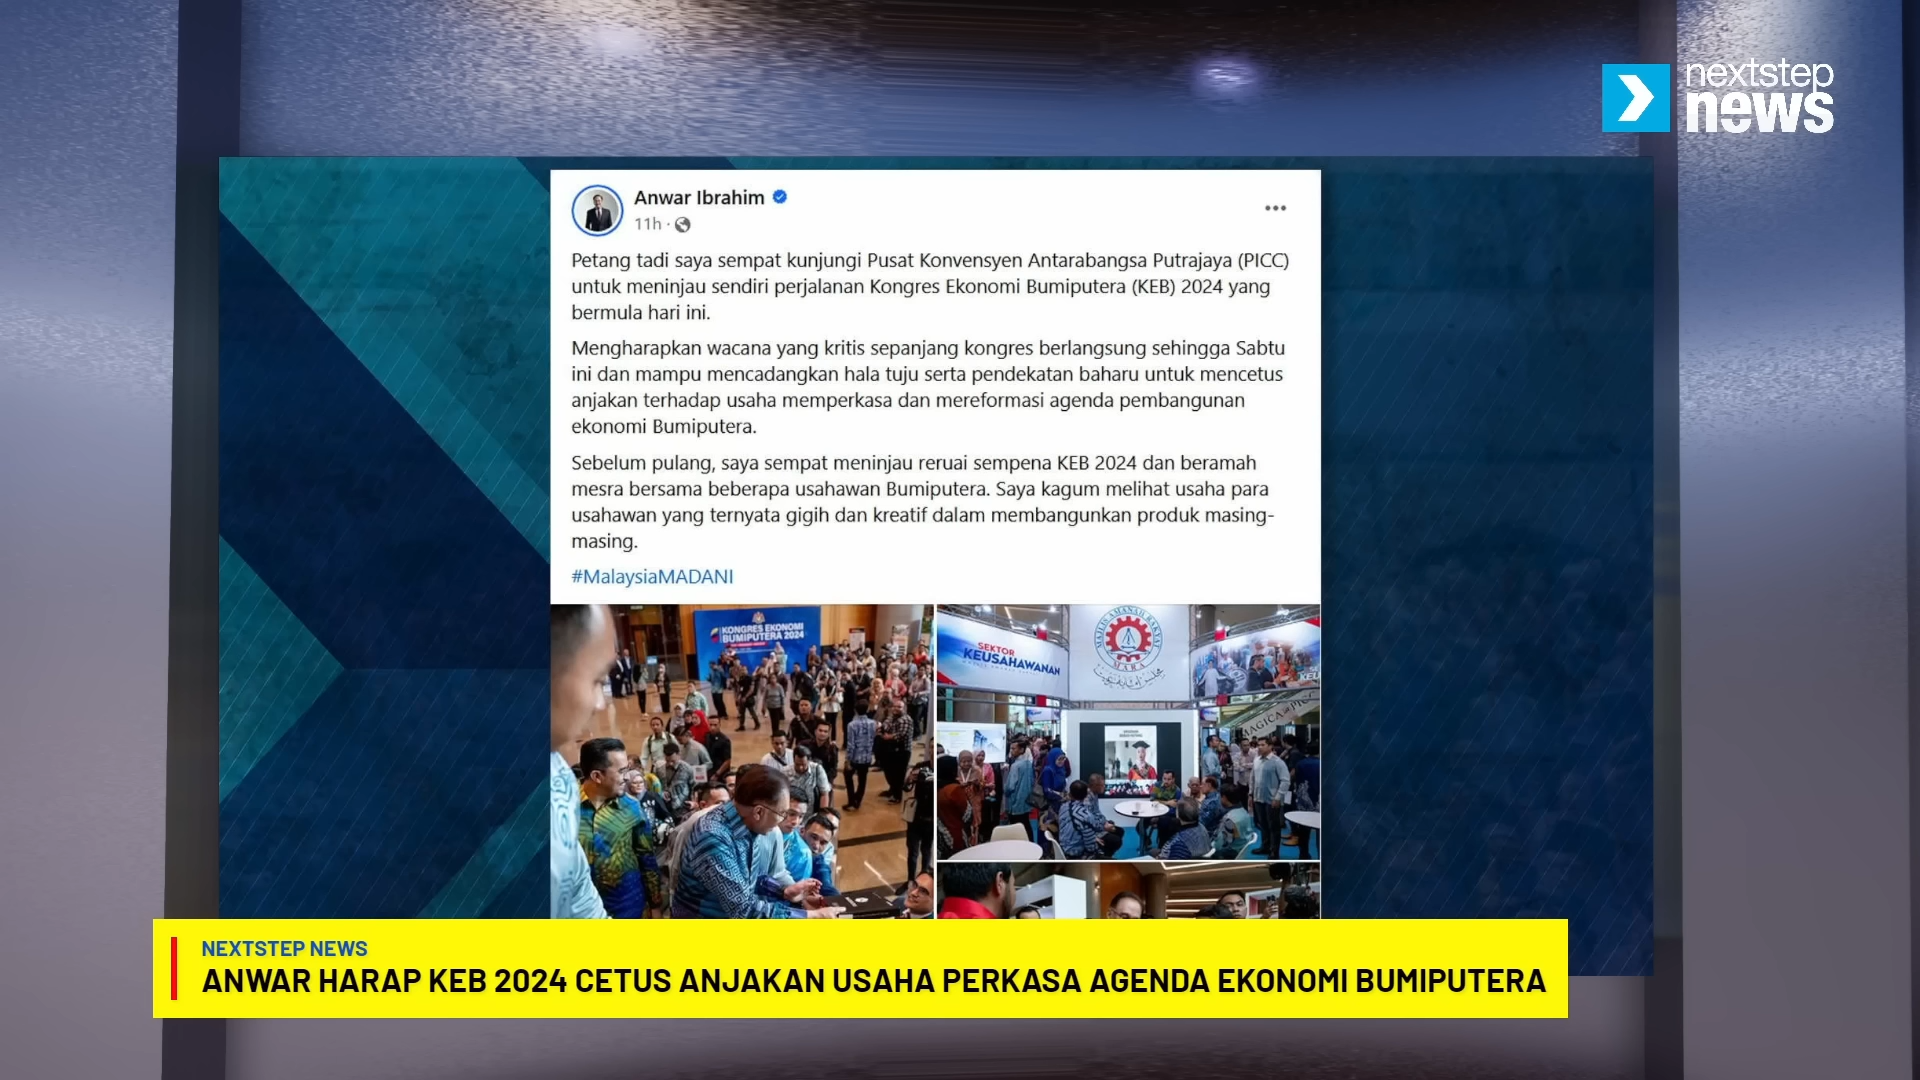 nextstep
news
Anwar Ibrahim
11h ·
Petang tadi saya sempat kunjungi Pusat Konvensyen Antarabangsa Putrajaya (PICC)
untuk meninjau sendiri perjalanan Kongres Ekonomi Bumiputera (KEB) 2024 yang
bermula hari ini.
Mengharapkan wacana yang kritis sepanjang kongres berlangsung sehingga Sabtu
ini dan mampu mencadangkan hala tuju serta pendekatan baharu untuk mencetus
anjakan terhadap usaha memperkasa dan mereformasi agenda pembangunan
ekonomi Bumiputera.
Sebelum pulang, saya sempat meninjau reruai sempena KEB 2024 dan beramah
mesra bersama beberapa usahawan Bumiputera. Saya kagum melihat usaha para
usahawan yang ternyata gigih dan kreatif dalam membangunkan produk masing-
masing.
#MalaysiaMADANI
KONGRES EKONOMI
BUMIPUTERA 2024
SEKTOR
KEUSAHAWANAN
MAJLIS AMANAH RAKYAT
MARA
NEXTSTEP NEWS
ANWAR HARAP KEB 2024 CETUS ANJAKAN USAHA PERKASA AGENDA EKONOMI BUMIPUTERA